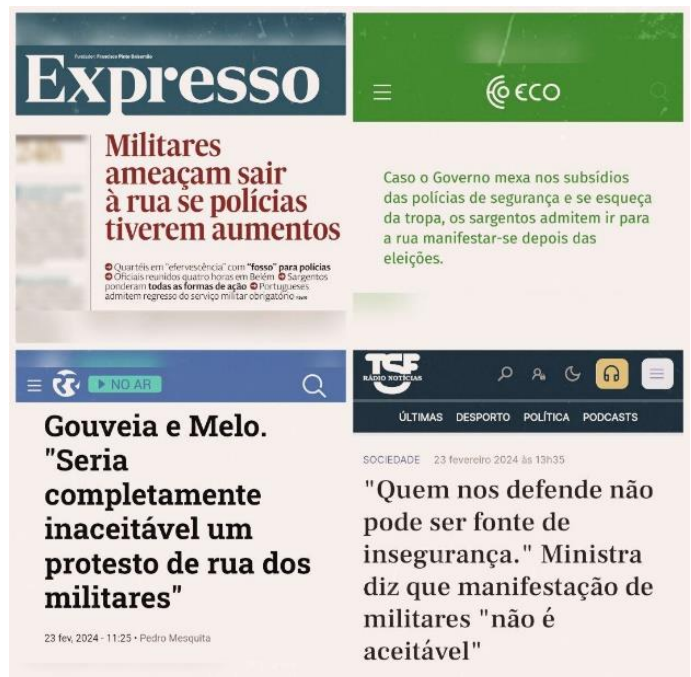 Fundador: Francisco Pinto Balsemão
Expresso
Militares
ameaçam sair
à rua se polícias
tiverem aumentos
Quartéis em "efervescência" com "fosso" para polícias
Oficiais reunidos quatro horas em Belém Sargentos
ponderam todas as formas de ação Portugueses
admitem regresso do serviço militar obrigatório
ECO
Caso o Governo mexa nos subsídios
das polícias de segurança e se esqueça
da tropa, os sargentos admitem ir para
a rua manifestar-se depois das
eleições.
NO AR
Gouveia e Melo.
"Seria
completamente
inaceitável um
protesto de rua dos
militares"
23 fev, 2024 - 11:25 • Pedro Mesquita
TSF
RÁDIO NOTÍCIAS
ÚLTIMAS DESPORTO POLÍTICA PODCASTS
SOCIEDADE 23 fevereiro 2024 às 13h35
"Quem nos defende não
pode ser fonte de
insegurança." Ministra
diz que manifestação de
militares "não é
aceitável"